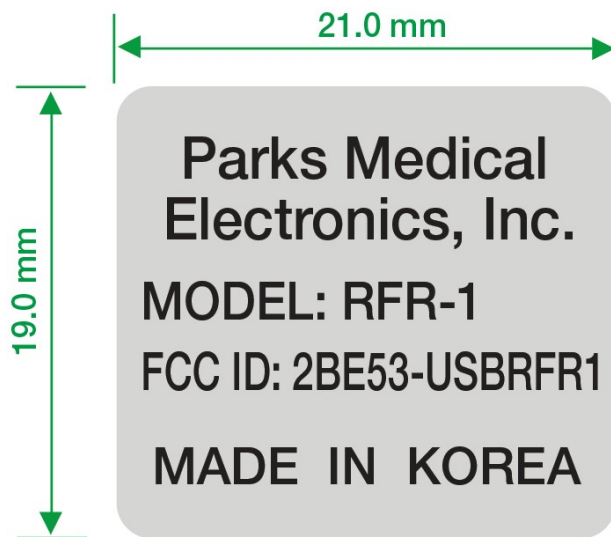 21.0 mm
19.0 mm
Parks Medical
Electronics, Inc.
MODEL: RFR-1
FCC ID: 2BE53-USBRFR1
MADE IN KOREA